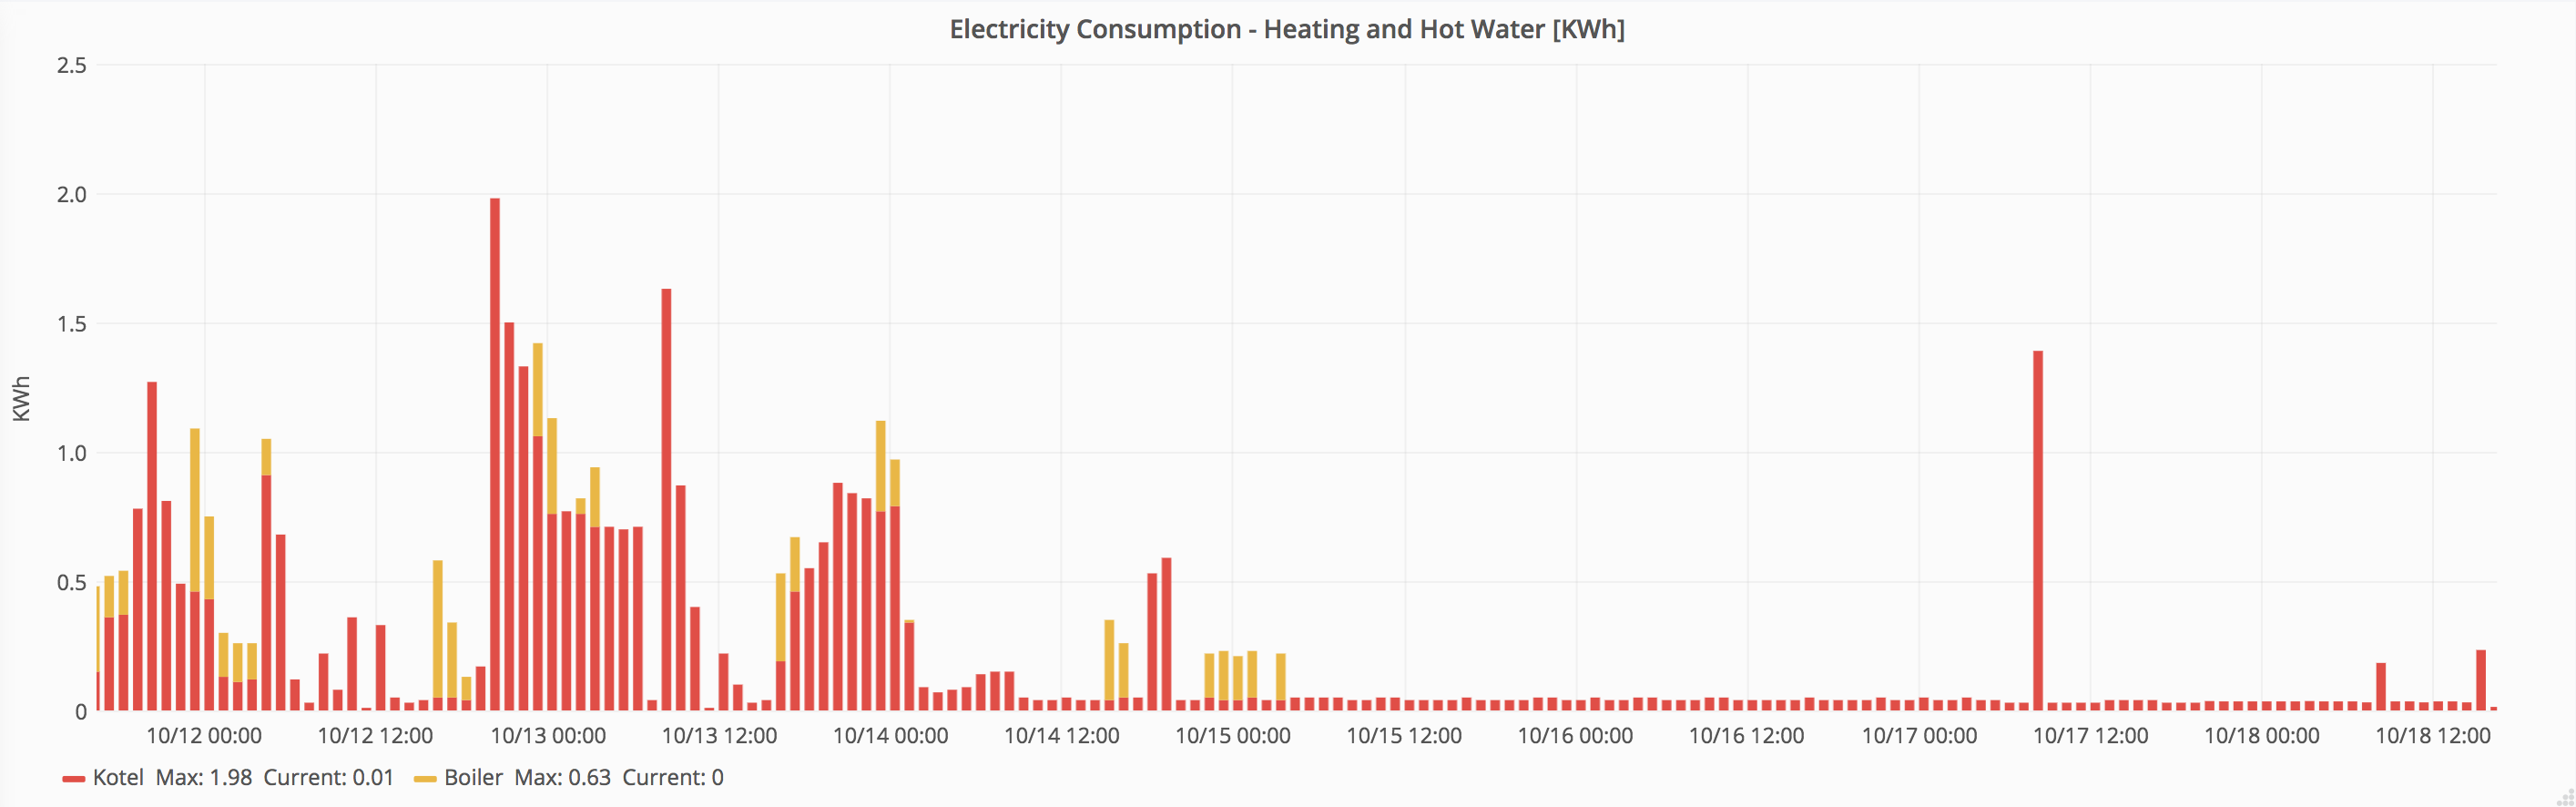 Electricity Consumption - Heating and Hot Water [KWh]
2.5
2.0
1.5
1.0
0.5
0
KWh
10/12 00:00 10/12 12:00 10/13 00:00 10/13 12:00 10/14 00:00 10/14 12:00 10/15 00:00 10/15 12:00 10/16 00:00 10/16 12:00 10/17 00:00 10/17 12:00 10/18 00:00 10/18 12:00
Kotel Max: 1.98 Current: 0.01 Boiler Max: 0.63 Current: 0